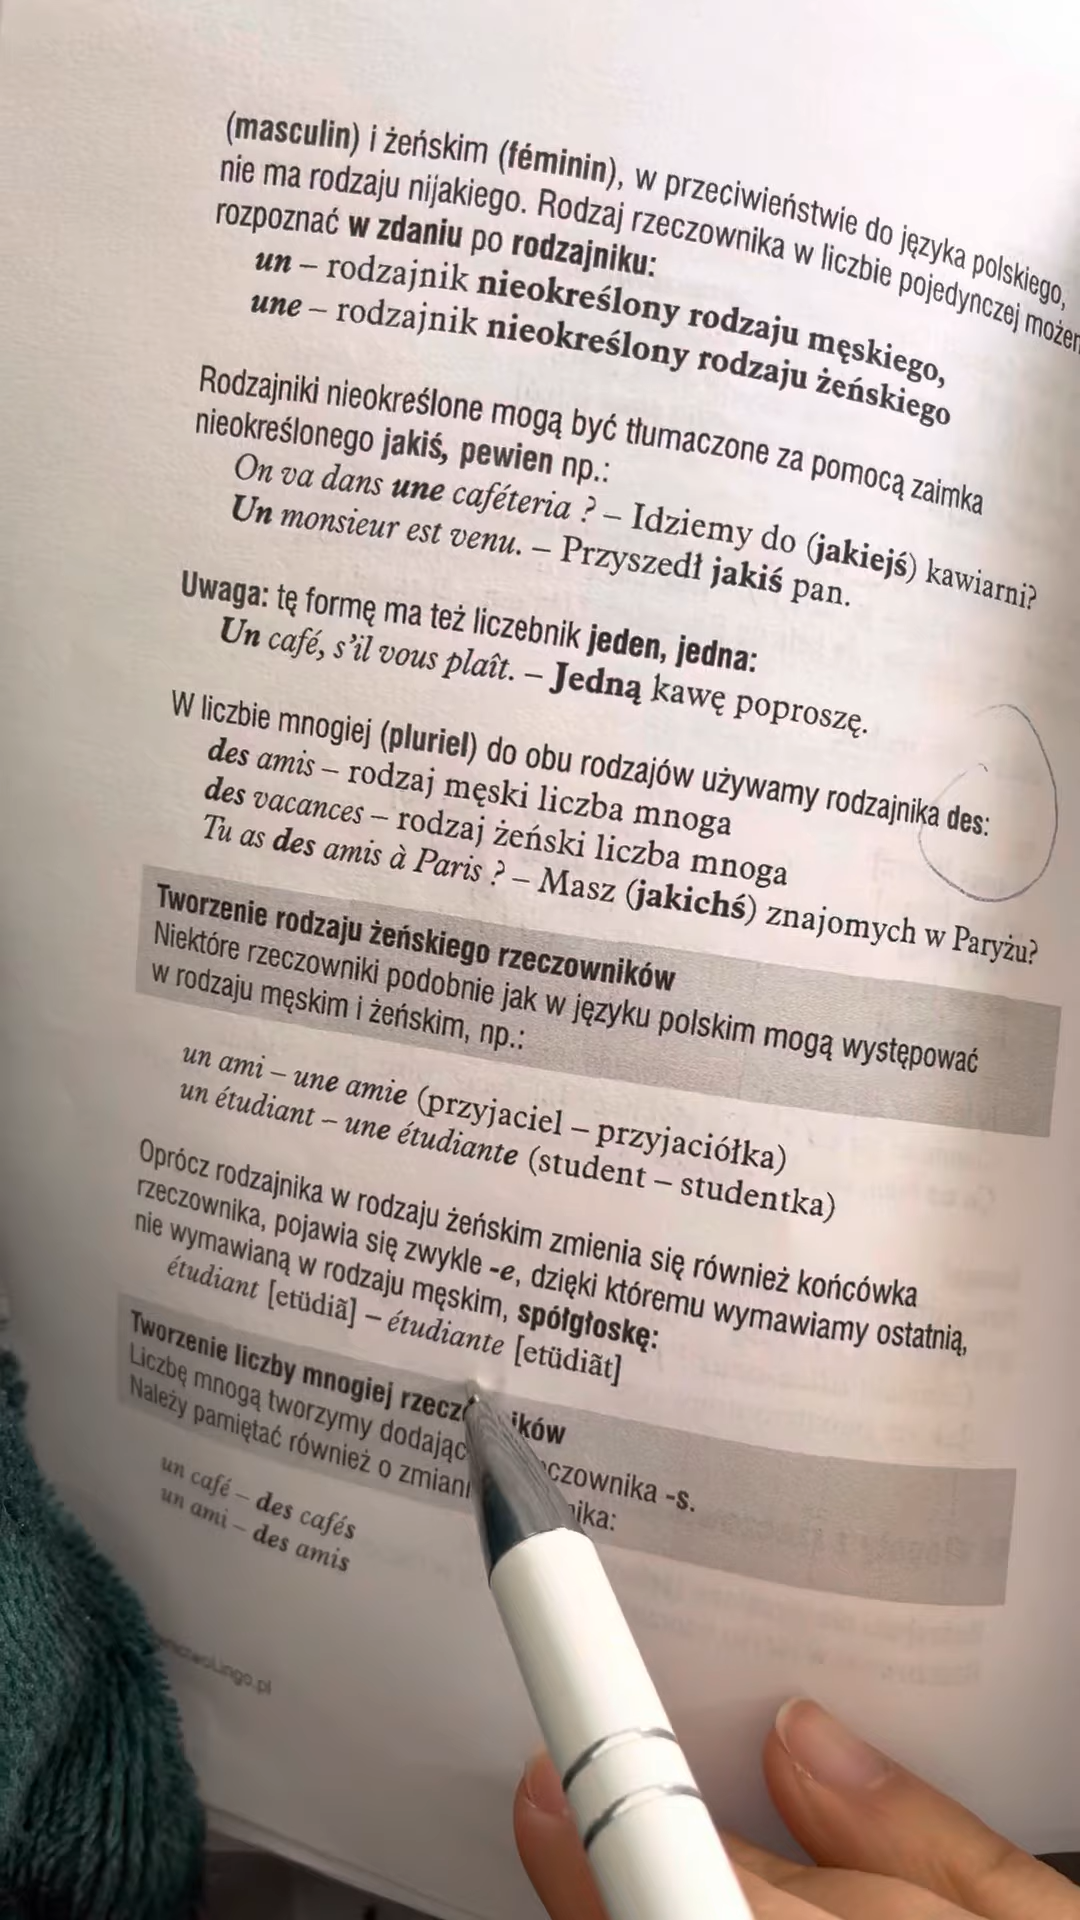 (masculin) i żeńskim (féminin), w przeciwieństwie do języka polskiego,
nie ma rodzaju nijakiego. Rodzaj rzeczownika w liczbie pojedynczej
rozpoznać w zdaniu po rodzajniku:
un – rodzajnik nieokreślony rodzaju męskiego,
une – rodzajnik nieokreślony rodzaju żeńskiego
Rodzajniki nieokreślone mogą być tłumaczone za pomocą zaimka
nieokreślonego jakiś, pewien np.:
On va dans une caféteria ? – Idziemy do (jakiejś) kawiarni?
Un monsieur est venu. – Przyszedł jakiś pan.
Uwaga: tę formę ma też liczebnik jeden, jedna:
Un café, s’il vous plaît. – Jedną kawę poproszę.
W liczbie mnogiej (pluriel) do obu rodzajów używamy rodzajnika des:
des amis – rodzaj męski liczba mnoga
des vacances – rodzaj żeński liczba mnoga
Tu as des amis à Paris ? – Masz (jakichś) znajomych w Paryżu?
Tworzenie rodzaju żeńskiego rzeczowników
Niektóre rzeczowniki podobnie jak w języku polskim mogą występować
w rodzaju męskim i żeńskim, np.:
un ami – une amie (przyjaciel – przyjaciółka)
un étudiant – une étudiante (student – studentka)
Oprócz rodzajnika w rodzaju żeńskim zmienia się również końcówka
rzeczownika, pojawia się zwykle -e, dzięki któremu wymawiamy ostatnią,
nie wymawianą w rodzaju męskim, spółgłoskę:
étudiant [etüdiã] – étudiante [etüdiãt]
Tworzenie liczby mnogiej
Liczbę mnogą tworzymy dodając -s.
Należy pamiętać również o
un café – des cafés
un ami – des amis